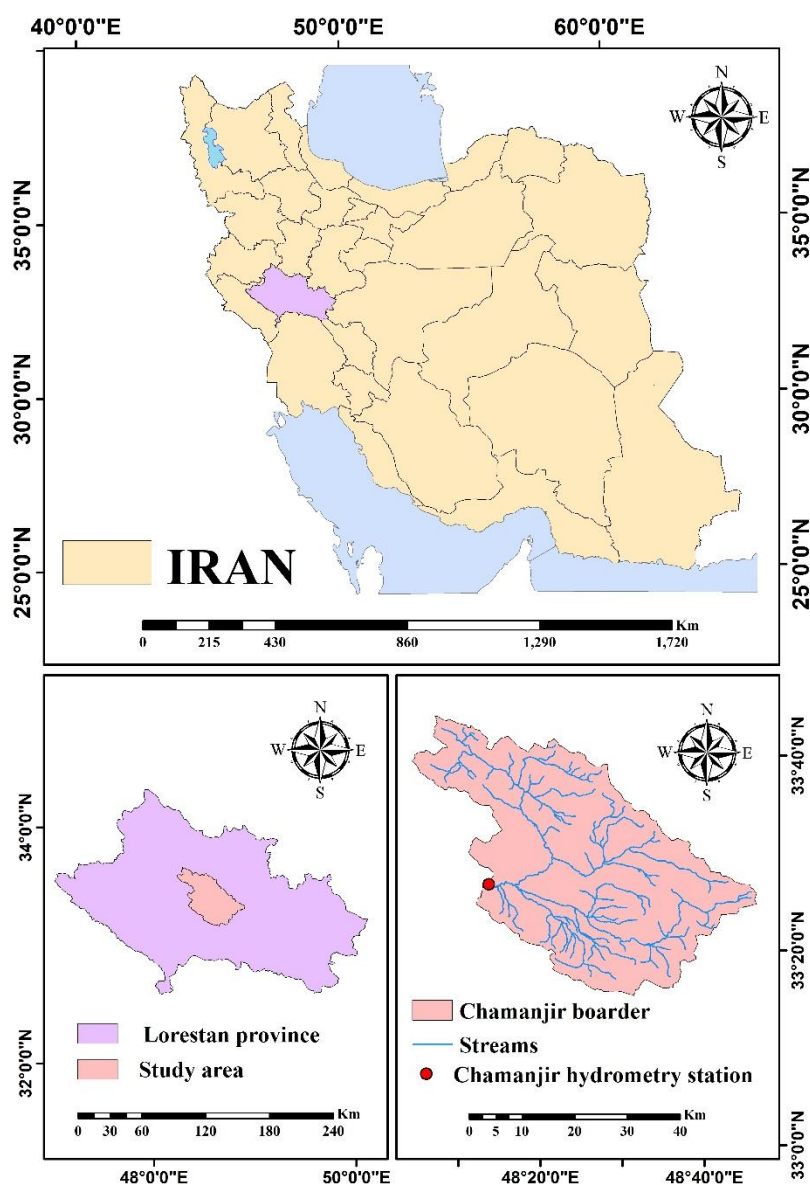 40°0'0"E 50°0'0"E 60°0'0"E
N
W E
S
35°0'0"N 35°0'0"N
30°0'0"N 30°0'0"N
25°0'0"N 25°0'0"N
IRAN
Km
0 215 430 860 1,290 1,720
N
W E
S
34°0'0"N
32°0'0"N
Lorestan province
Study area
Km
0 30 60 120 180 240
48°0'0"E 50°0'0"E
N
W E
S
33°40'0"N
33°20'0"N
33°0'0"N
Chamanjir boarder
Streams
Chamanjir hydrometry station
Km
0 5 10 20 30 40
48°20'0"E 48°40'0"E